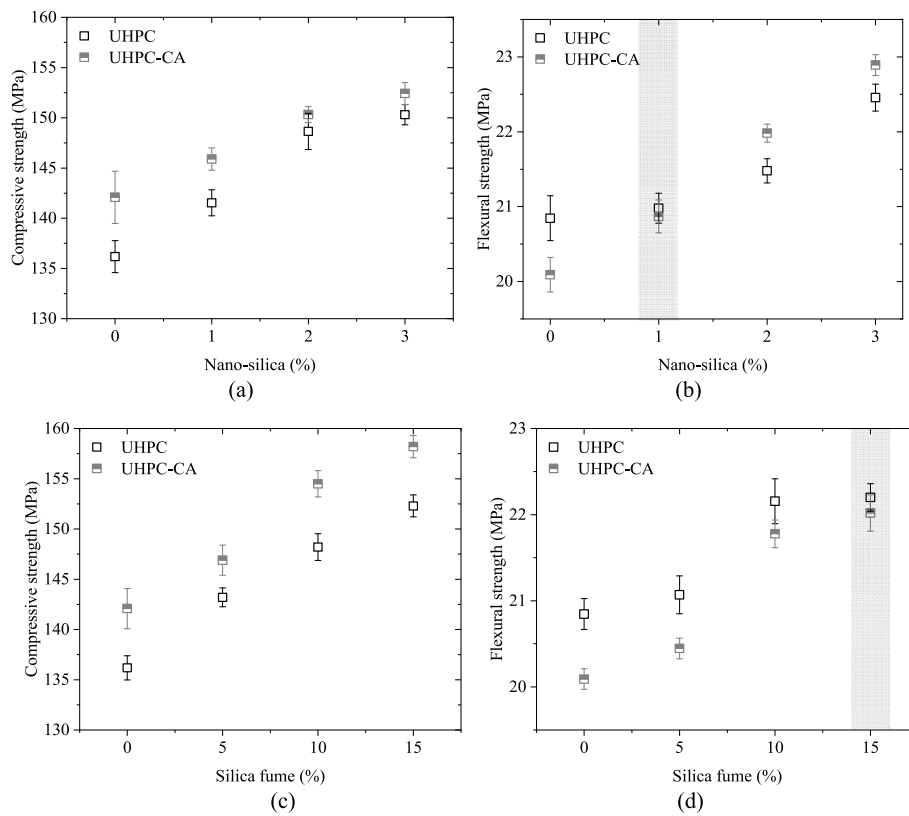 160
155
150
145
140
135
130
Compressive strength (MPa)
UHPC
UHPC-CA
0 1 2 3
Nano-silica (%)
(a)
23
22
21
20
Flexural strength (MPa)
UHPC
UHPC-CA
0 1 2 3
Nano-silica (%)
(b)
160
155
150
145
140
135
130
Compressive strength (MPa)
UHPC
UHPC-CA
0 5 10 15
Silica fume (%)
(c)
23
22
21
20
Flexural strength (MPa)
UHPC
UHPC-CA
0 5 10 15
Silica fume (%)
(d)